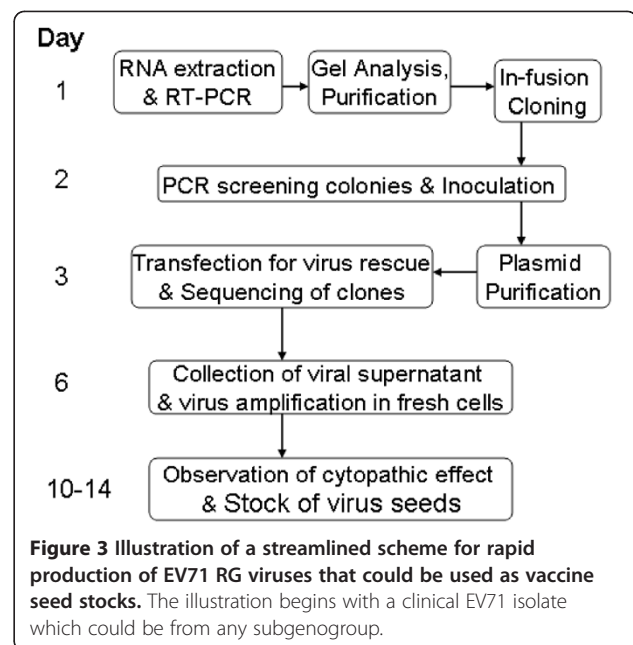 Day
1
RNA extraction
& RT-PCR
Gel Analysis,
Purification
In-fusion
Cloning
2
PCR screening colonies & Inoculation
3
Transfection for virus rescue
& Sequencing of clones
Plasmid
Purification
6
Collection of viral supernatant
& virus amplification in fresh cells
10-14
Observation of cytopathic effect
& Stock of virus seeds
Figure 3 Illustration of a streamlined scheme for rapid
production of EV71 RG viruses that could be used as vaccine
seed stocks. The illustration begins with a clinical EV71 isolate
which could be from any subgenogroup.